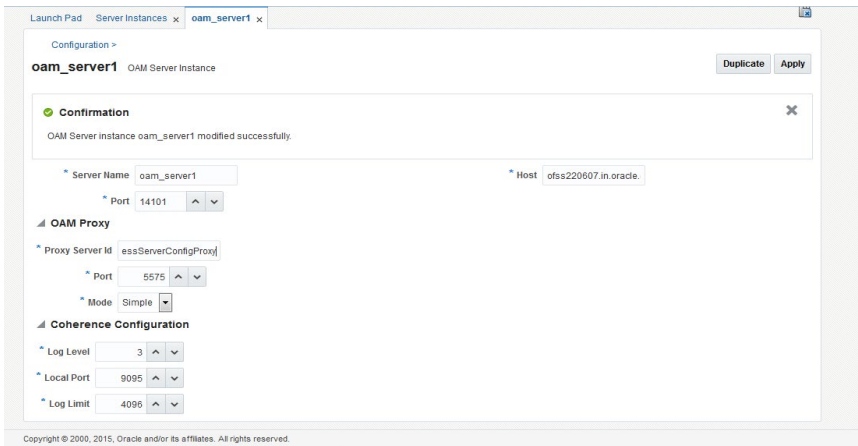 Launch Pad Server Instances x oam_server1 x
Configuration >
oam_server1 OAM Server Instance
Duplicate Apply
Confirmation
OAM Server instance oam_server1 modified successfully.
* Server Name oam_server1
* Host ofss220607.in.oracle.
* Port 14101
OAM Proxy
* Proxy Server Id essServerConfigProxy
* Port 5575
* Mode Simple
Coherence Configuration
* Log Level 3
* Local Port 9095
* Log Limit 4096
Copyright © 2000, 2015, Oracle and/or its affiliates. All rights reserved.